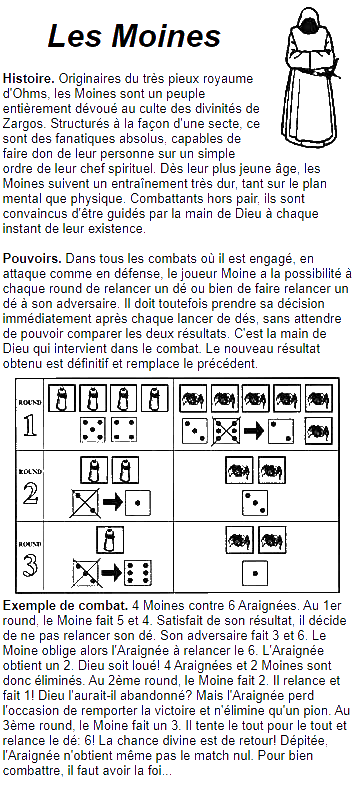 Les Moines
Histoire. Originaires du très pieux royaume
d'Ohms, les Moines sont un peuple
entièrement dévoué au culte des divinités de
Zargos. Structurés à la façon d'une secte, ce
sont des fanatiques absolus, capables de
faire don de leur personne sur un simple
ordre de leur chef spirituel. Dès leur plus jeune âge, les
Moines suivent un entraînement très dur, tant sur le plan
mental que physique. Combattants hors pair, ils sont
convaincus d'être guidés par la main de Dieu à chaque
instant de leur existence.
Pouvoirs. Dans tous les combats où il est engagé, en
attaque comme en défense, le joueur Moine a la possibilité à
chaque round de relancer un dé ou bien de faire relancer un
dé à son adversaire. Il doit toutefois prendre sa décision
immédiatement après chaque lancer de dés, sans attendre
de pouvoir comparer les deux résultats. C'est la main de
Dieu qui intervient dans le combat. Le nouveau résultat
obtenu est définitif et remplace le précédent.
ROUND
1
ROUND
2
ROUND
3
Exemple de combat. 4 Moines contre 6 Araignées. Au 1er
round, le Moine fait 5 et 4. Satisfait de son résultat, il décide
de ne pas relancer son dé. Son adversaire fait 3 et 6. Le
Moine oblige alors l'Araignée à relancer le 6. L'Araignée
obtient un 2. Dieu soit loué! 4 Araignées et 2 Moines sont
donc éliminés. Au 2ème round, le Moine fait 2. Il relance et
fait 1! Dieu l'aurait-il abandonné? Mais l'Araignée perd
l'occasion de remporter la victoire et n'élimine qu'un pion. Au
3ème round, le Moine fait un 3. Il tente le tout pour le tout et
relance le dé: 6! La chance divine est de retour! Dépitée,
l'Araignée n'obtient même pas le match nul. Pour bien
combattre, il faut avoir la foi...